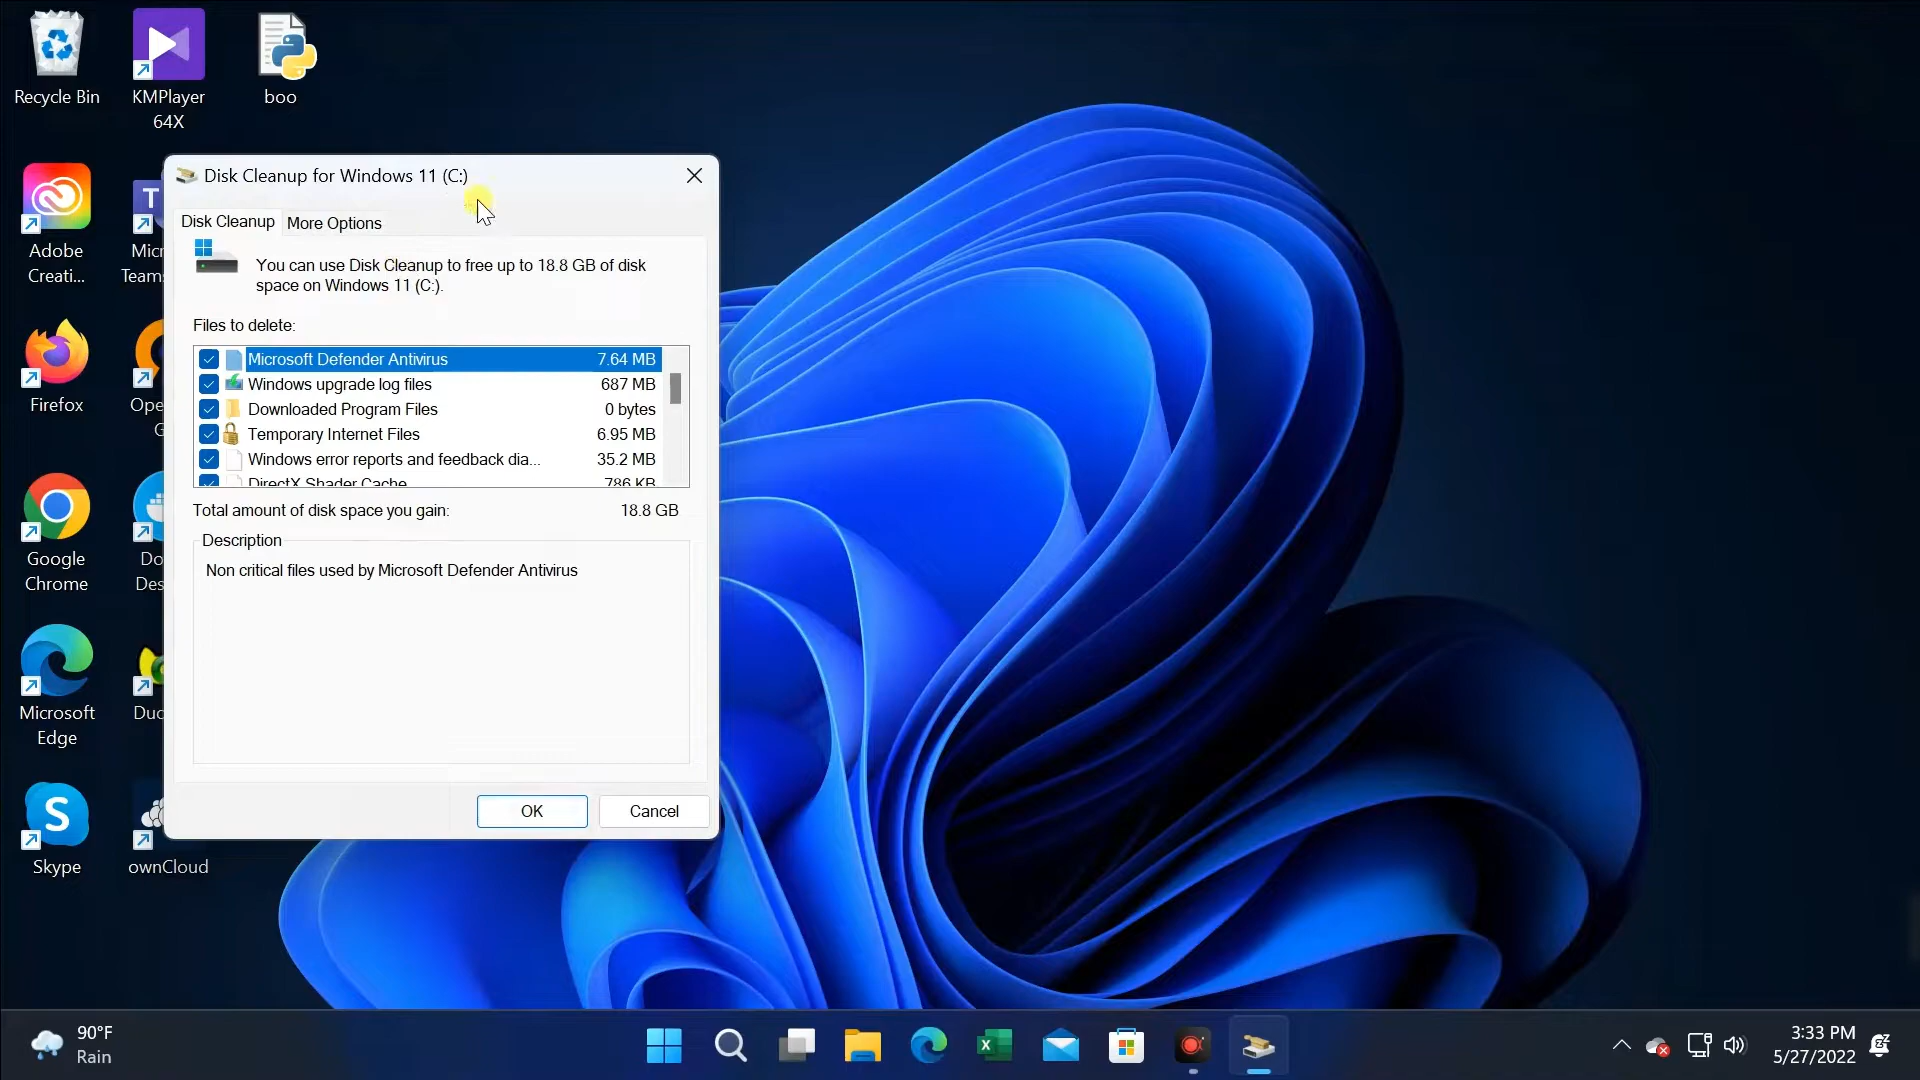 Recycle Bin
KMPlayer
64X
boo
Adobe
Creati...
Micr
Teams
Firefox
Ope
G
Google
Chrome
Do
Des
Microsoft
Edge
Duc
Skype
ownCloud
Disk Cleanup for Windows 11 (C:)
Disk Cleanup
More Options
You can use Disk Cleanup to free up to 18.8 GB of disk
space on Windows 11 (C:).
Files to delete:
Microsoft Defender Antivirus 7.64 MB
Windows upgrade log files 687 MB
Downloaded Program Files 0 bytes
Temporary Internet Files 6.95 MB
Windows error reports and feedback dia... 35.2 MB
DirectX Shader Cache 786 KB
Total amount of disk space you gain: 18.8 GB
Description
Non critical files used by Microsoft Defender Antivirus
OK
Cancel
90°F
Rain
3:33 PM
5/27/2022